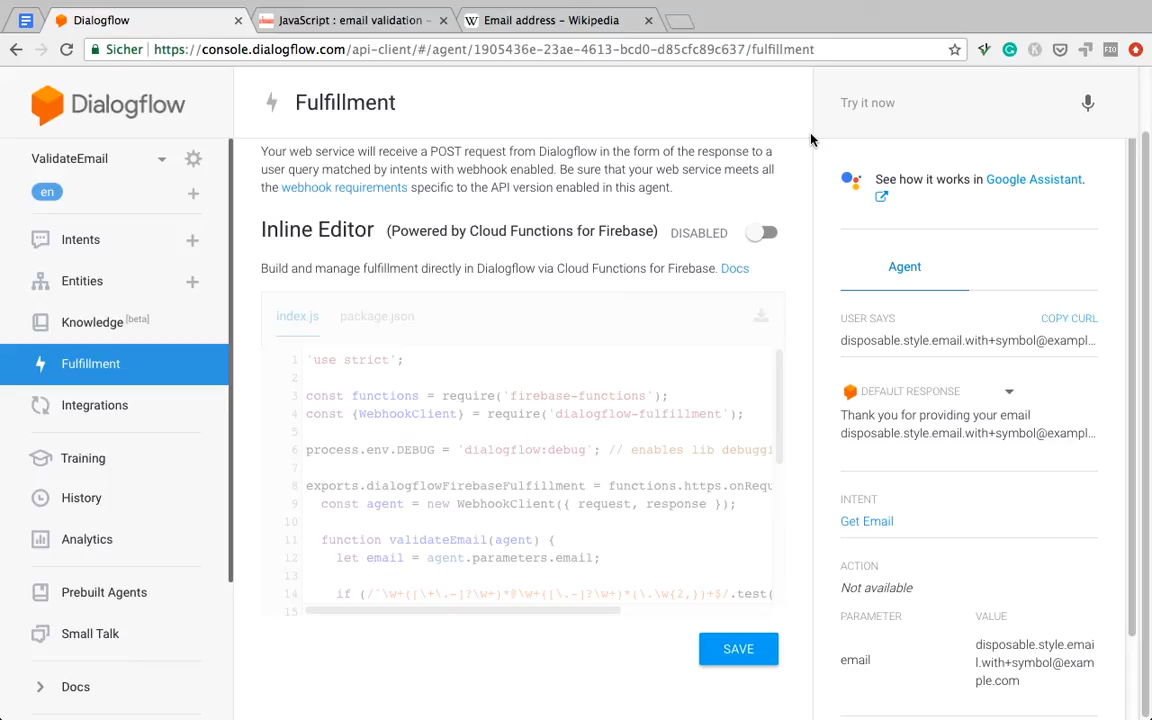 Dialogflow
JavaScript : email validation -
Email address – Wikipedia
Sicher
https://console.dialogflow.com/api-client/#/agent/1905436e-23ae-4613-bcd0-d85cfc89c637/fulfillment
FIO
Dialogflow
ValidateEmail
en
Intents
Entities
Knowledge [beta]
Fulfillment
Integrations
Training
History
Analytics
Prebuilt Agents
Small Talk
Docs
Fulfillment
Your web service will receive a POST request from Dialogflow in the form of the response to a
user query matched by intents with webhook enabled. Be sure that your web service meets all
the webhook requirements specific to the API version enabled in this agent.
Inline Editor (Powered by Cloud Functions for Firebase) DISABLED
Build and manage fulfillment directly in Dialogflow via Cloud Functions for Firebase. Docs
index.js package.json
1 'use strict';
2
3 const functions = require('firebase-functions');
4 const {WebhookClient} = require('dialogflow-fulfillment');
5
6 process.env.DEBUG = 'dialogflow:debug'; // enables lib debuggi
7
8 exports.dialogflowFirebaseFulfillment = functions.https.onRequ
9 const agent = new WebhookClient({ request, response });
10
11 function validateEmail(agent) {
12 let email = agent.parameters.email;
13
14 if (/^\w+([\+\.-]?\w+)*@\w+([\.-]?\w+)*(\.\w{2,})+$/.test(
15
SAVE
Try it now
See how it works in Google Assistant.
Agent
USER SAYS COPY CURL
disposable.style.email.with+symbol@exampl...
DEFAULT RESPONSE
Thank you for providing your email
disposable.style.email.with+symbol@exampl...
INTENT
Get Email
ACTION
Not available
PARAMETER VALUE
email
disposable.style.emai
l.with+symbol@exam
ple.com